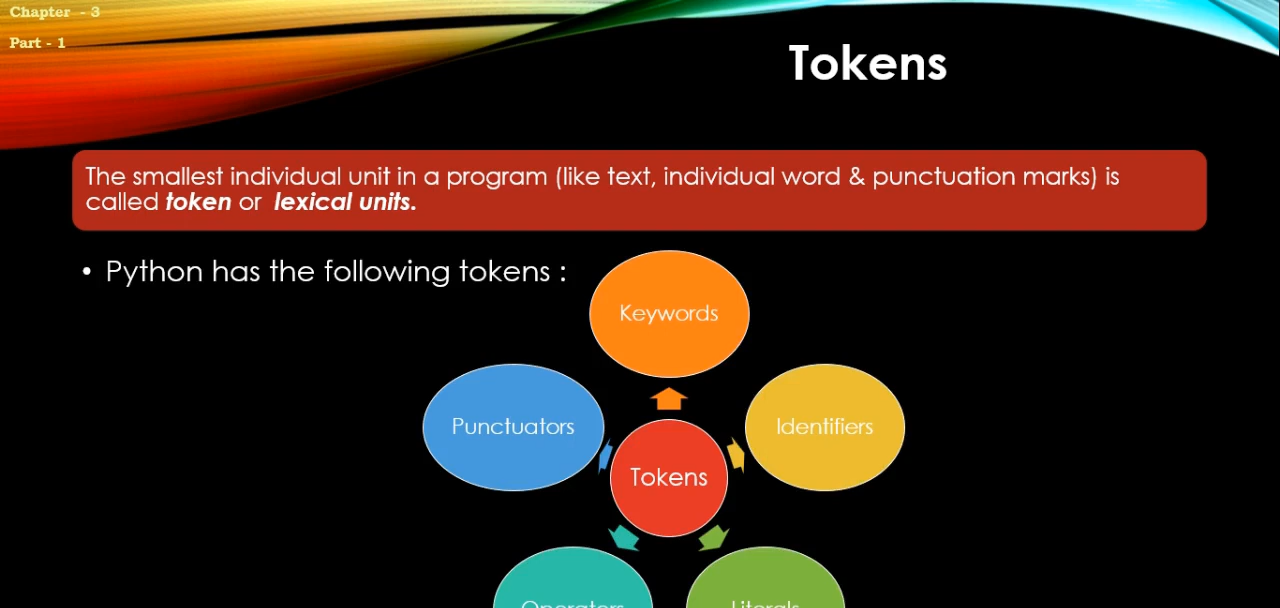 Chapter - 3
Part - 1
Tokens
The smallest individual unit in a program (like text, individual word & punctuation marks) is
called token or lexical units.
• Python has the following tokens :
Keywords
Punctuators
Identifiers
Tokens
Operators
Literals